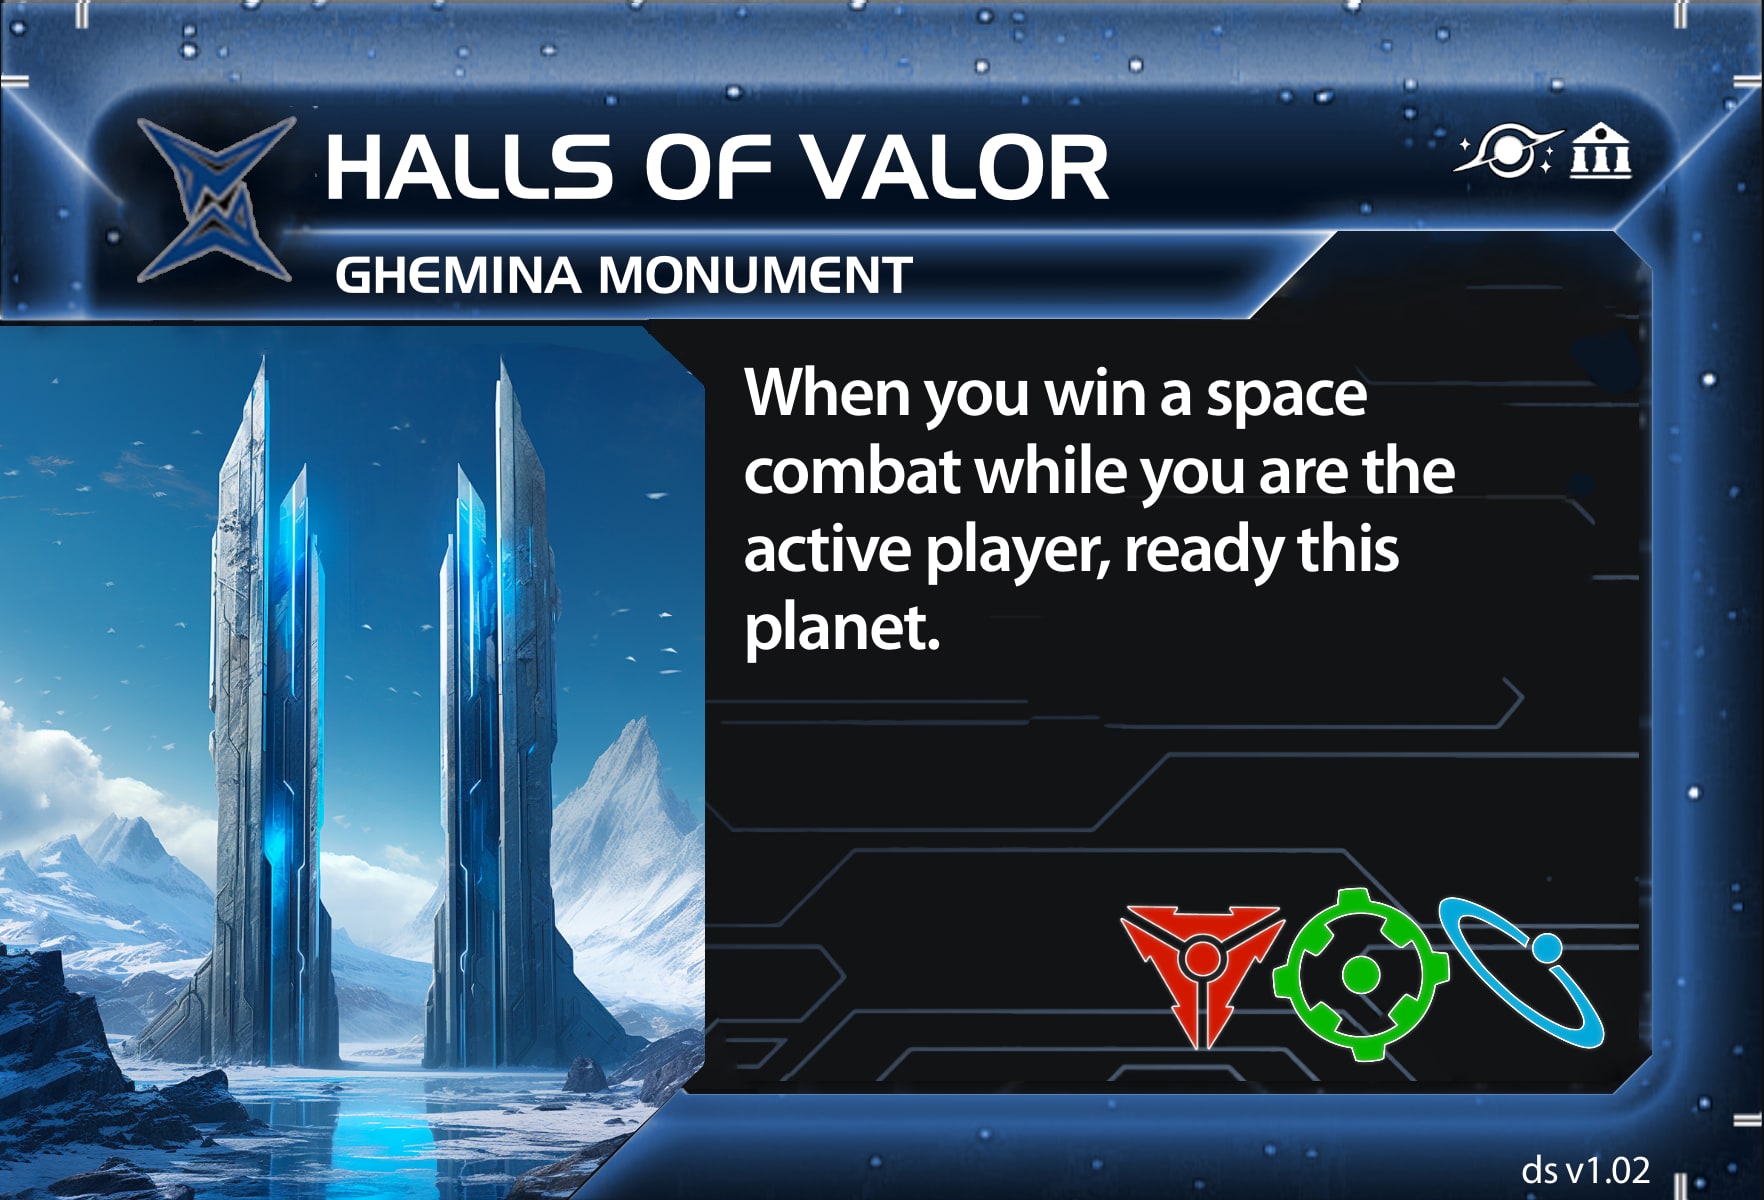 HALLS OF VALOR
GHEMINA MONUMENT
When you win a space
combat while you are the
active player, ready this
planet.
ds v1.02